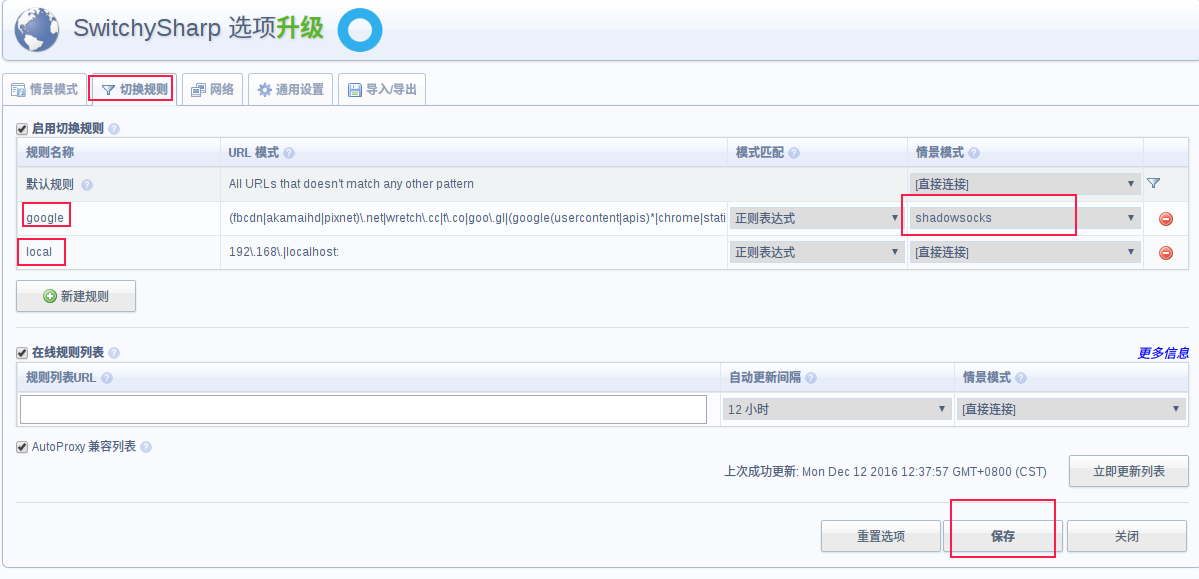 SwitchySharp 选项升级
情景模式 切换规则 网络 通用设置 导入/导出
启用切换规则 ?
规则名称 URL 模式 ? 模式匹配 ? 情景模式 ?
默认规则 ? All URLs that doesn't match any other pattern [直接连接]
google (fbcdn|akamaihd|pixnet)\.net|wretch\.cc|t\.co|goo\.gl|(google(usercontent|apis)*|chrome|stati 正则表达式 shadowsocks
local 192\.168\.|localhost: 正则表达式 [直接连接]
新建规则
在线规则列表 ? 更多信息
规则列表URL ? 自动更新间隔 ? 情景模式 ?
12 小时 [直接连接]
AutoProxy 兼容列表 ?
上次成功更新: Mon Dec 12 2016 12:37:57 GMT+0800 (CST) 立即更新列表
重置选项 保存 关闭